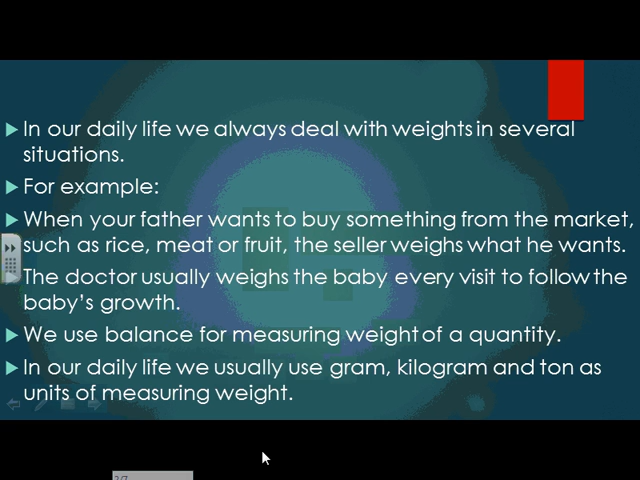 In our daily life we always deal with weights in several
situations.
For example:
When your father wants to buy something from the market,
such as rice, meat or fruit, the seller weighs what he wants.
The doctor usually weighs the baby every visit to follow the
baby's growth.
We use balance for measuring weight of a quantity.
In our daily life we usually use gram, kilogram and ton as
units of measuring weight.